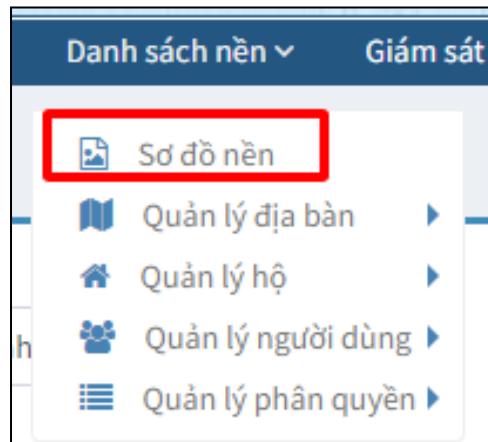 Danh sách nền Giám sát
Sơ đồ nền
Quản lý địa bàn
Quản lý hộ
h
Quản lý người dùng
Quản lý phân quyền